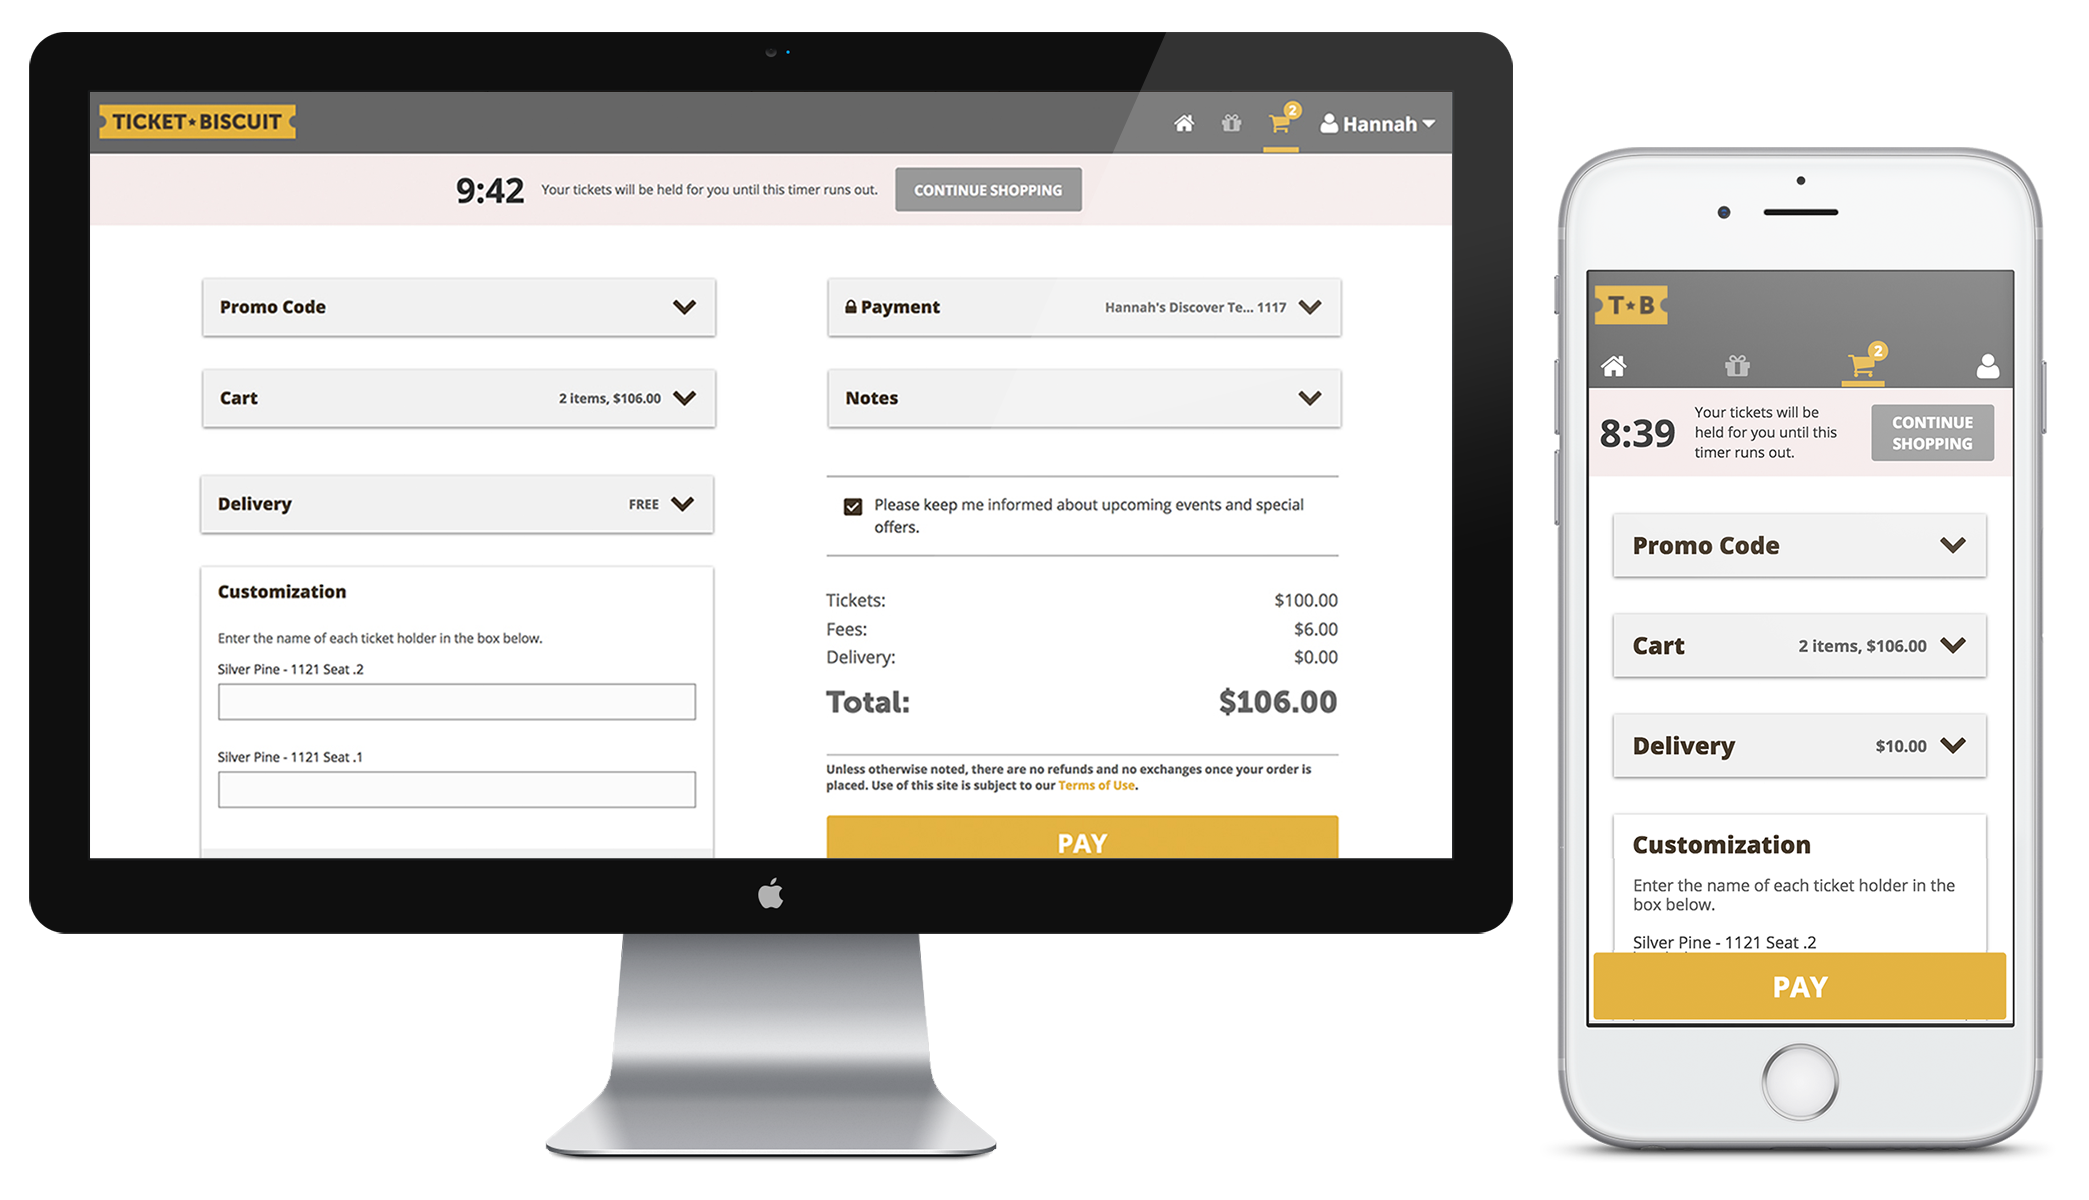 TICKET★BISCUIT
2
Hannah
9:42 Your tickets will be held for you until this timer runs out. CONTINUE SHOPPING
Promo Code
Cart 2 items, $106.00
Delivery FREE
Customization
Enter the name of each ticket holder in the box below.
Silver Pine - 1121 Seat .2
Silver Pine - 1121 Seat .1
Payment Hannah's Discover Te... 1117
Notes
Please keep me informed about upcoming events and special
offers.
Tickets: $100.00
Fees: $6.00
Delivery: $0.00
Total: $106.00
Unless otherwise noted, there are no refunds and no exchanges once your order is
placed. Use of this site is subject to our Terms of Use.
PAY
T★B
2
8:39
Your tickets will be
held for you until this
timer runs out.
CONTINUE
SHOPPING
Promo Code
Cart 2 items, $106.00
Delivery $10.00
Customization
Enter the name of each ticket holder in the
box below.
Silver Pine - 1121 Seat .2
PAY